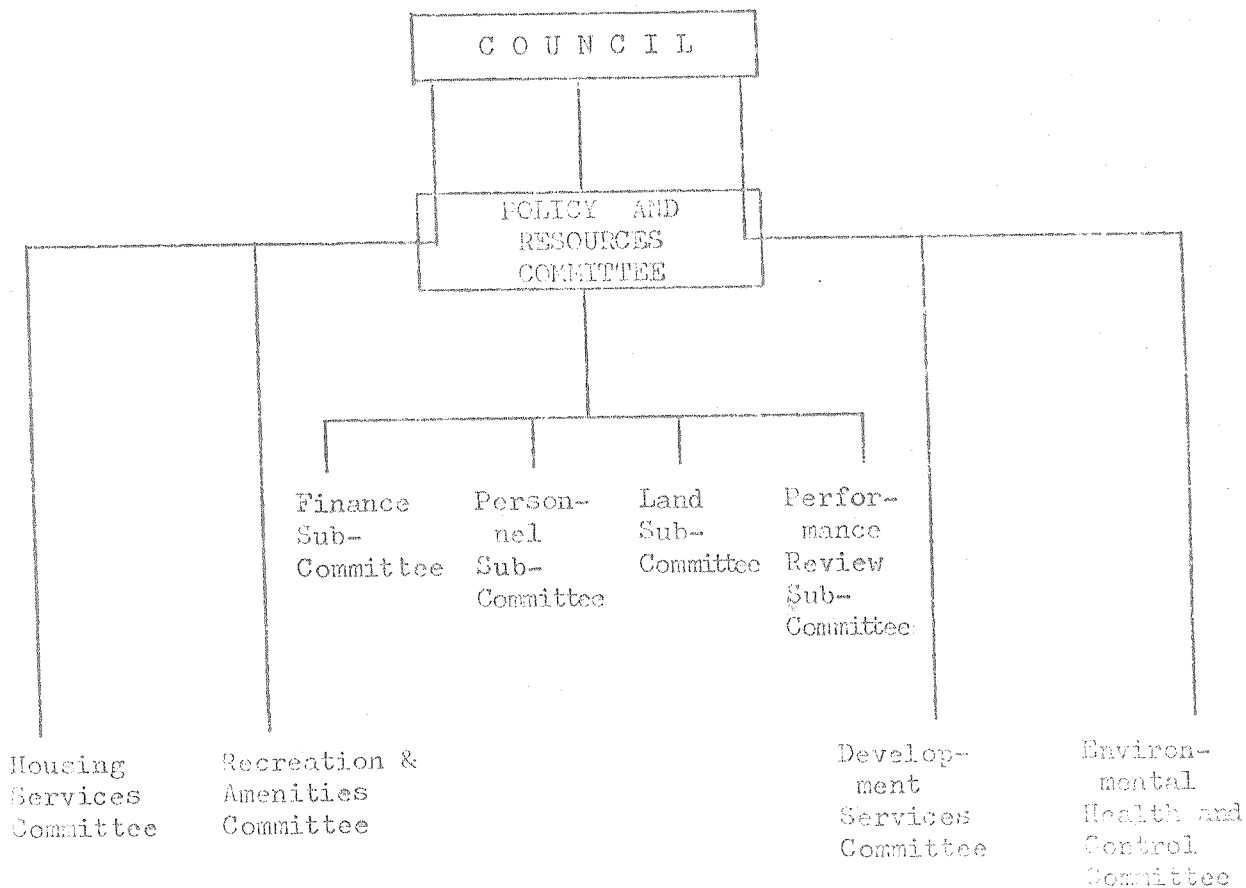 C O U N C I L
POLICY AND
RESOURCES
COMMITTEE
Finance
Sub-
Committee
Person-
nel
Sub-
Committee
Land
Sub-
Committee
Perfor-
mance
Review
Sub-
Committee
Housing
Services
Committee
Recreation &
Amenities
Committee
Develop-
ment
Services
Committee
Environ-
mental
Health and
Control
Committee